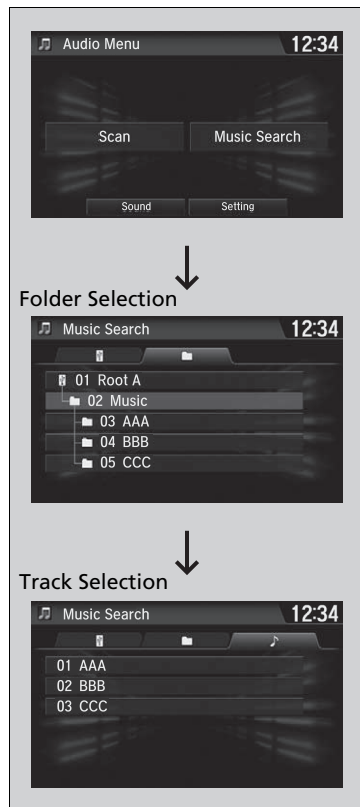 Audio Menu 12:34
Scan Music Search
Sound Setting
Folder Selection
Music Search 12:34
01 Root A
02 Music
03 AAA
04 BBB
05 CCC
Track Selection
Music Search 12:34
01 AAA
02 BBB
03 CCC